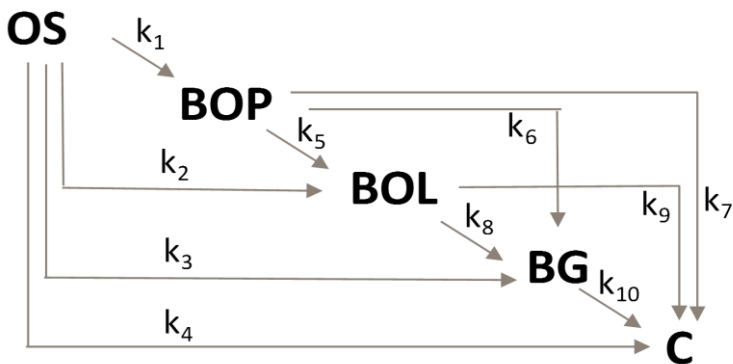 OS
k₁
BOP
k₅
k₆
k₂
BOL
k₉
k₇
k₈
k₃
BG
k₁₀
k₄
C